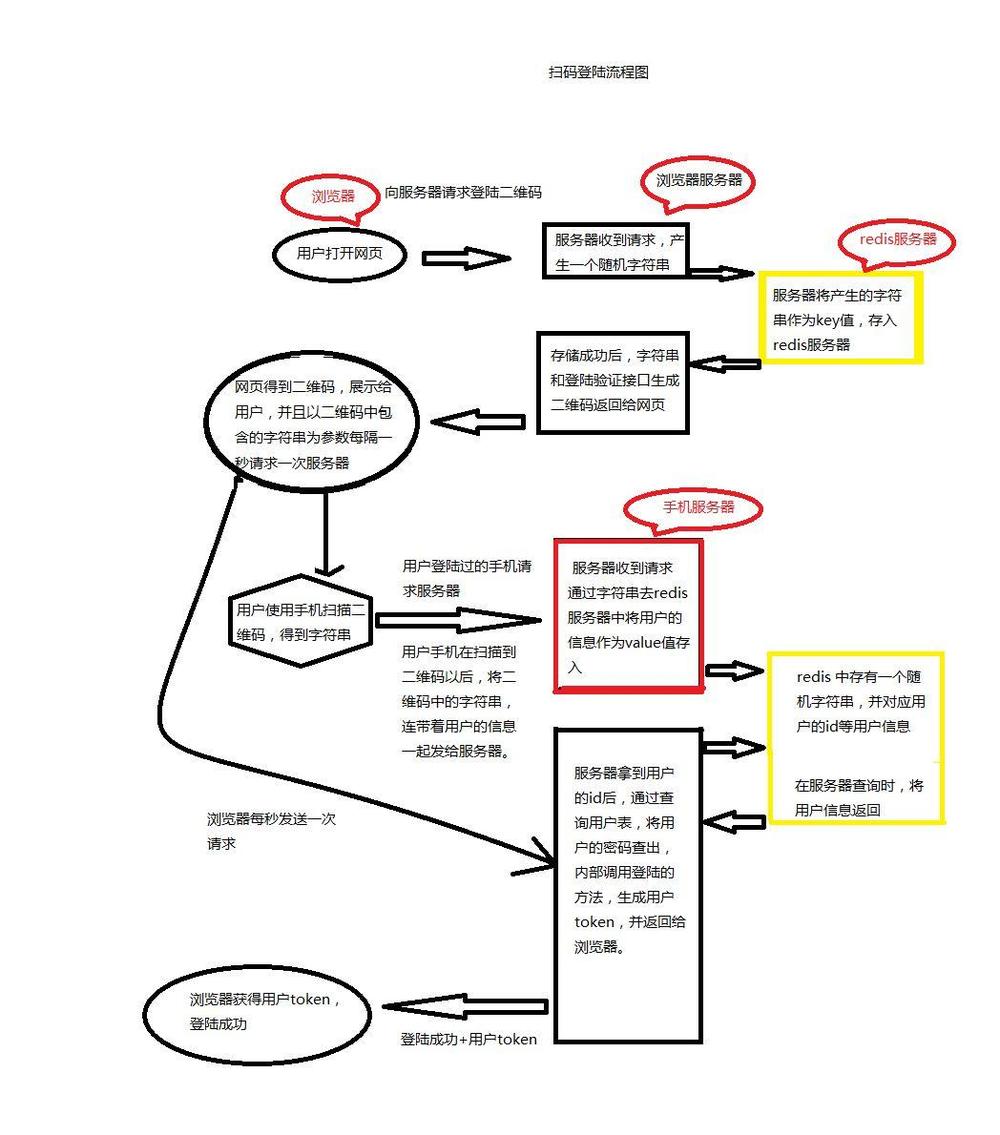 扫码登陆流程图
浏览器
向服务器请求登陆二维码
浏览器服务器
用户打开网页
服务器收到请求，产
生一个随机字符串
redis服务器
服务器将产生的字符
串作为key值，存入
redis服务器
存储成功后，字符串
和登陆验证接口生成
二维码返回给网页
网页得到二维码，展示给
用户，并且以二维码中包
含的字符串为参数每隔一
秒请求一次服务器
手机服务器
用户登陆过的手机请
求服务器
服务器收到请求
通过字符串去redis
服务器中将用户的
信息作为value值存
入
用户使用手机扫描二
维码，得到字符串
用户手机在扫描到
二维码以后，将二
维码中的字符串，
连带着用户的信息
一起发给服务器。
redis 中存有一个随
机字符串，并对应用
户的id等用户信息
在服务器查询时，将
用户信息返回
服务器拿到用户
的id后，通过查
询用户表，将用
户的密码查出，
内部调用登陆的
方法，生成用户
token，并返回给
浏览器。
浏览器每秒发送一次
请求
浏览器获得用户token，
登陆成功
登陆成功+用户token